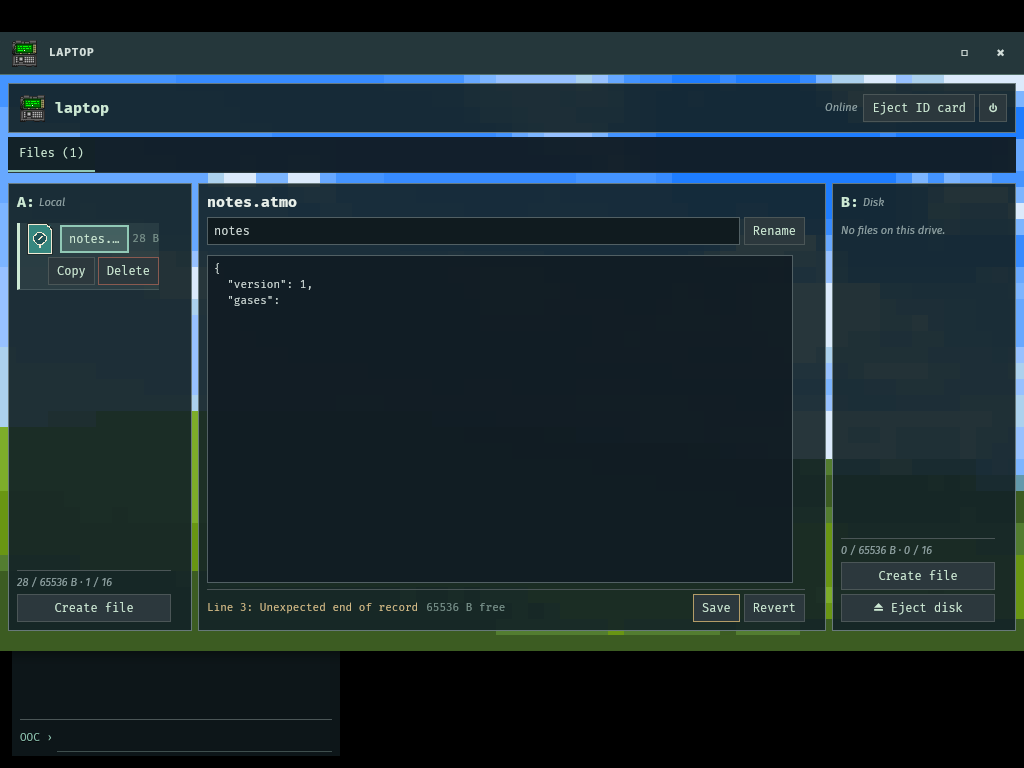 LAPTOP
laptop
Online
Eject ID card
Files (1)
A: Local
notes.… 28 B
Copy
Delete
28 / 65536 B · 1 / 16
Create file
notes.atmo
notes
Rename
{
  "version": 1,
  "gases":
Line 3: Unexpected end of record 65536 B free
Save
Revert
B: Disk
No files on this drive.
0 / 65536 B · 0 / 16
Create file
⏏ Eject disk
OOC ›